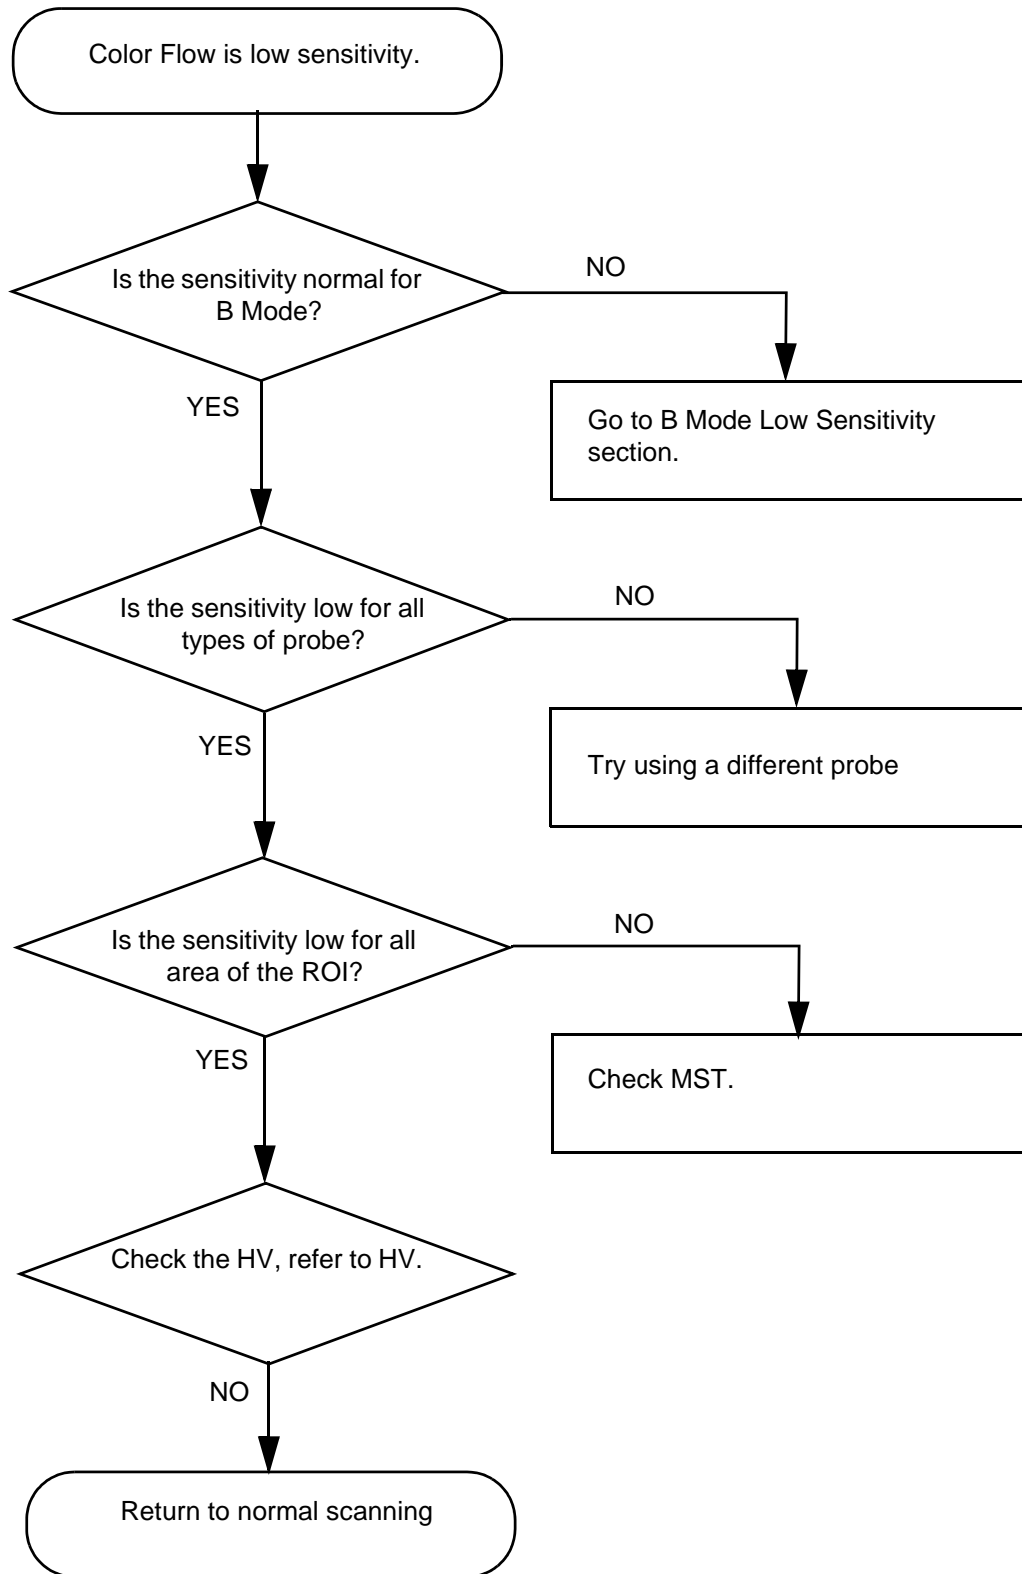 Color Flow is low sensitivity.
Is the sensitivity normal for
B Mode?
NO
YES
Go to B Mode Low Sensitivity
section.
Is the sensitivity low for all
types of probe?
NO
YES
Try using a different probe
Is the sensitivity low for all
area of the ROI?
NO
YES
Check MST.
Check the HV, refer to HV.
NO
Return to normal scanning